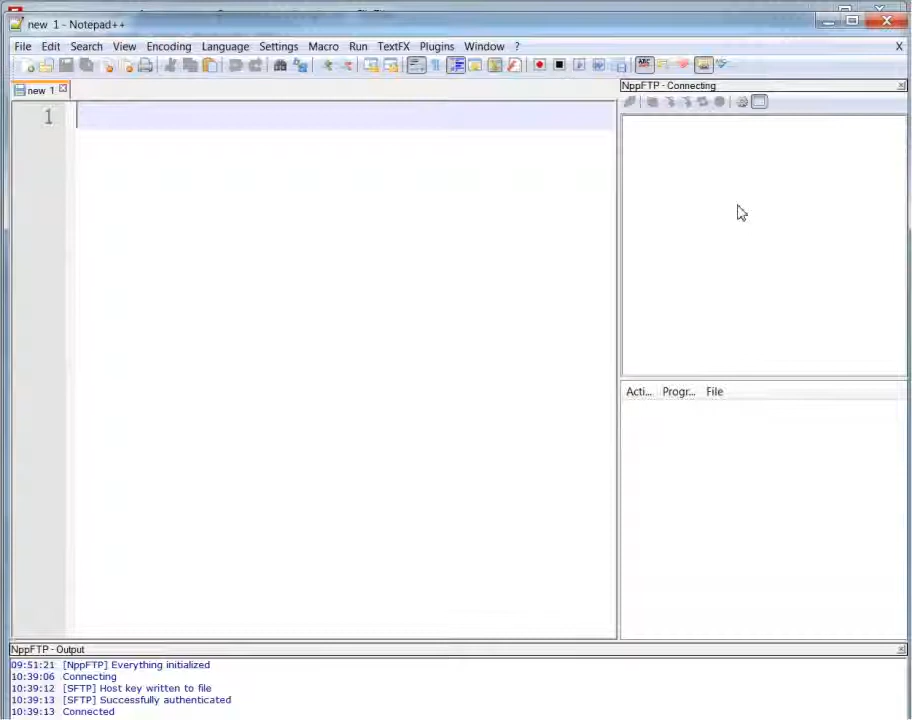 new 1 - Notepad++
File Edit Search View Encoding Language Settings Macro Run TextFX Plugins Window ? X
new 1
NppFTP - Connecting
1
Acti... Progr... File
NppFTP - Output
09:51:21 [NppFTP] Everything initialized
10:39:06 Connecting
10:39:12 [SFTP] Host key written to file
10:39:13 [SFTP] Successfully authenticated
10:39:13 Connected